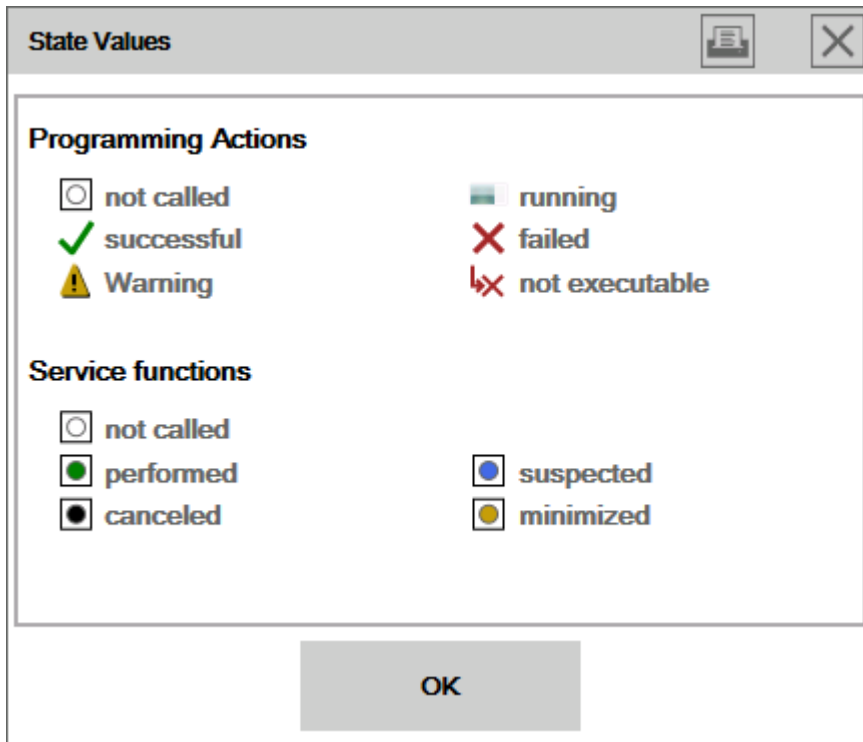 State Values
Programming Actions
not called running
successful failed
Warning not executable
Service functions
not called
performed suspected
canceled minimized
OK